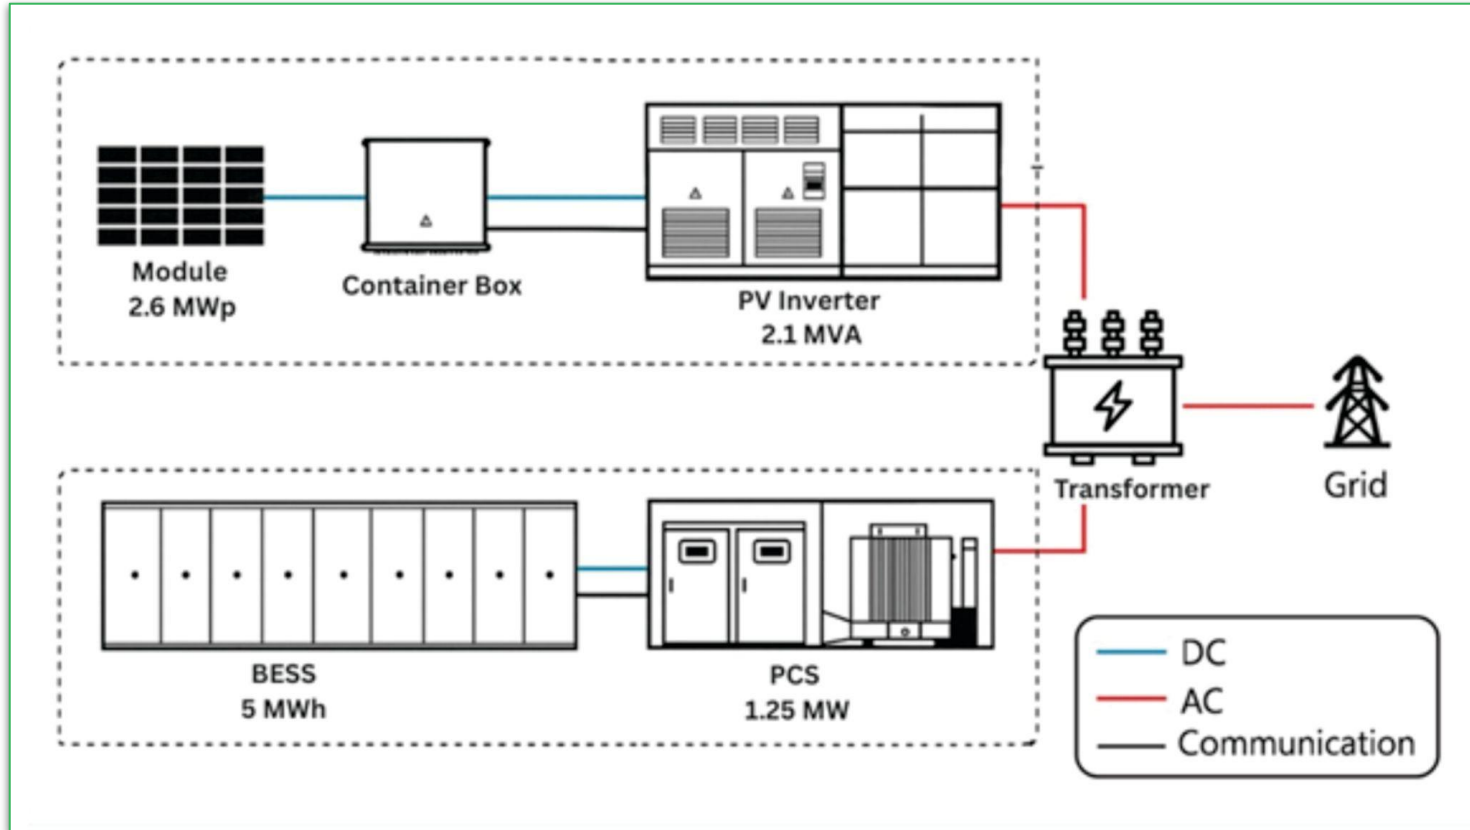 Module
2.6 MWp
Container Box
PV Inverter
2.1 MVA
Transformer
Grid
BESS
5 MWh
PCS
1.25 MW
DC
AC
Communication